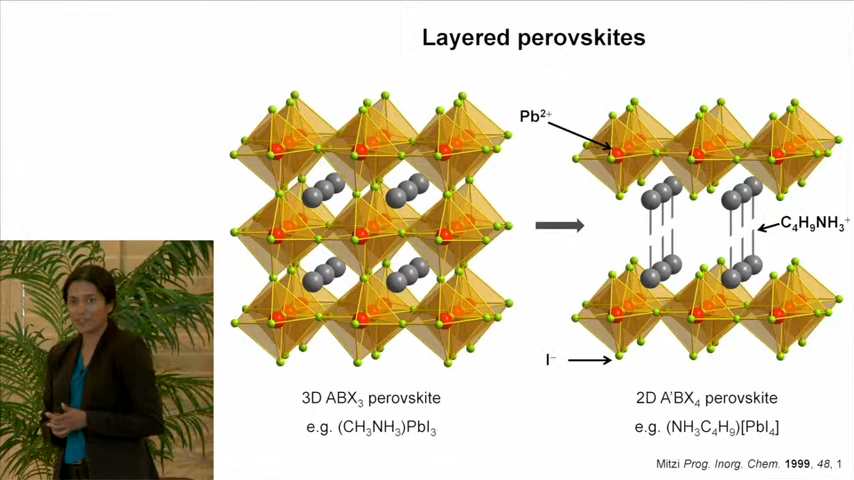 Layered perovskites
Pb²⁺
C₄H₉NH₃⁺
I⁻
3D ABX₃ perovskite
2D A'BX₄ perovskite
e.g. (CH₃NH₃)PbI₃
e.g. (NH₃C₄H₉)[PbI₄]
Mitzi Prog. Inorg. Chem. 1999, 48, 1